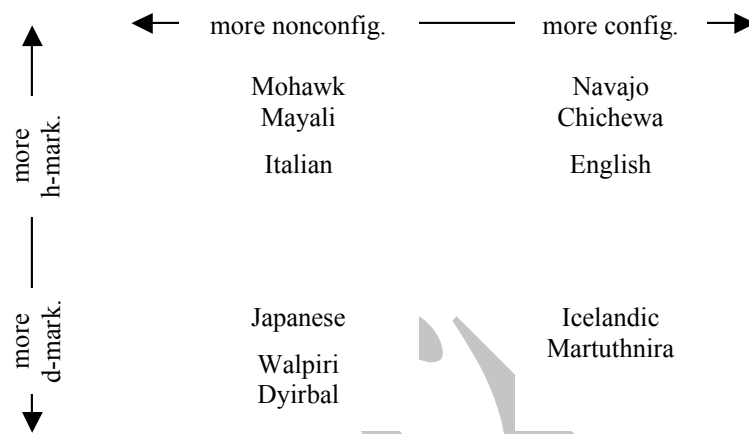 more nonconfig. more config.
Mohawk Navajo
Mayali Chichewa
more
h-mark.
Italian English
more
d-mark.
Japanese Icelandic
Martuthnira
Walpiri
Dyirbal